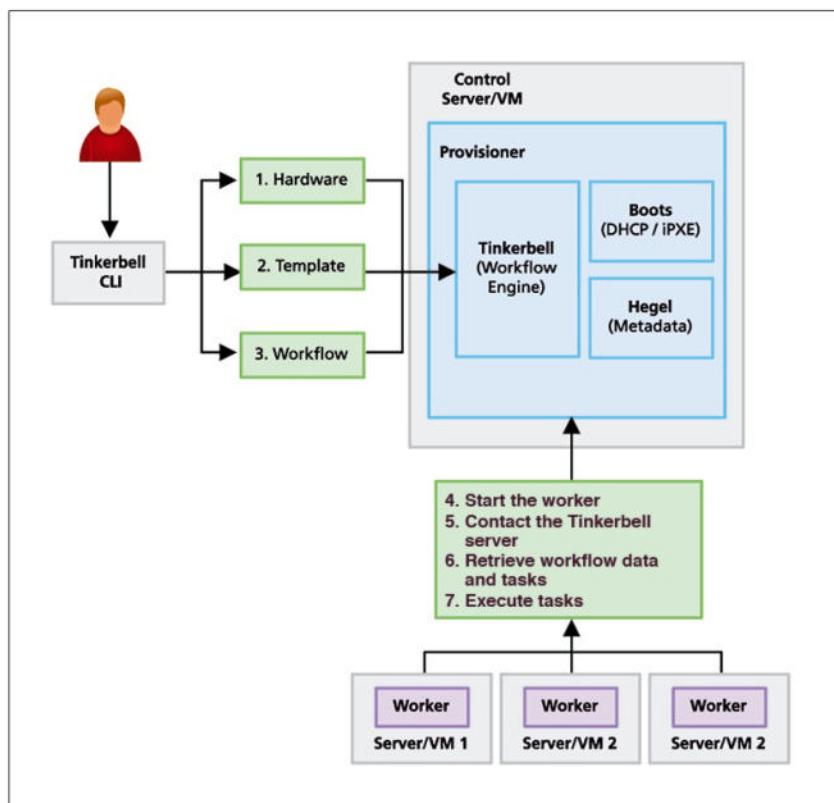 Control
Server/VM
Provisioner
1. Hardware
Tinkerbell
CLI
2. Template
3. Workflow
Tinkerbell
(Workflow
Engine)
Boots
(DHCP / iPXE)
Hegel
(Metadata)
4. Start the worker
5. Contact the Tinkerbell
server
6. Retrieve workflow data
and tasks
7. Execute tasks
Worker
Server/VM 1
Worker
Server/VM 2
Worker
Server/VM 2